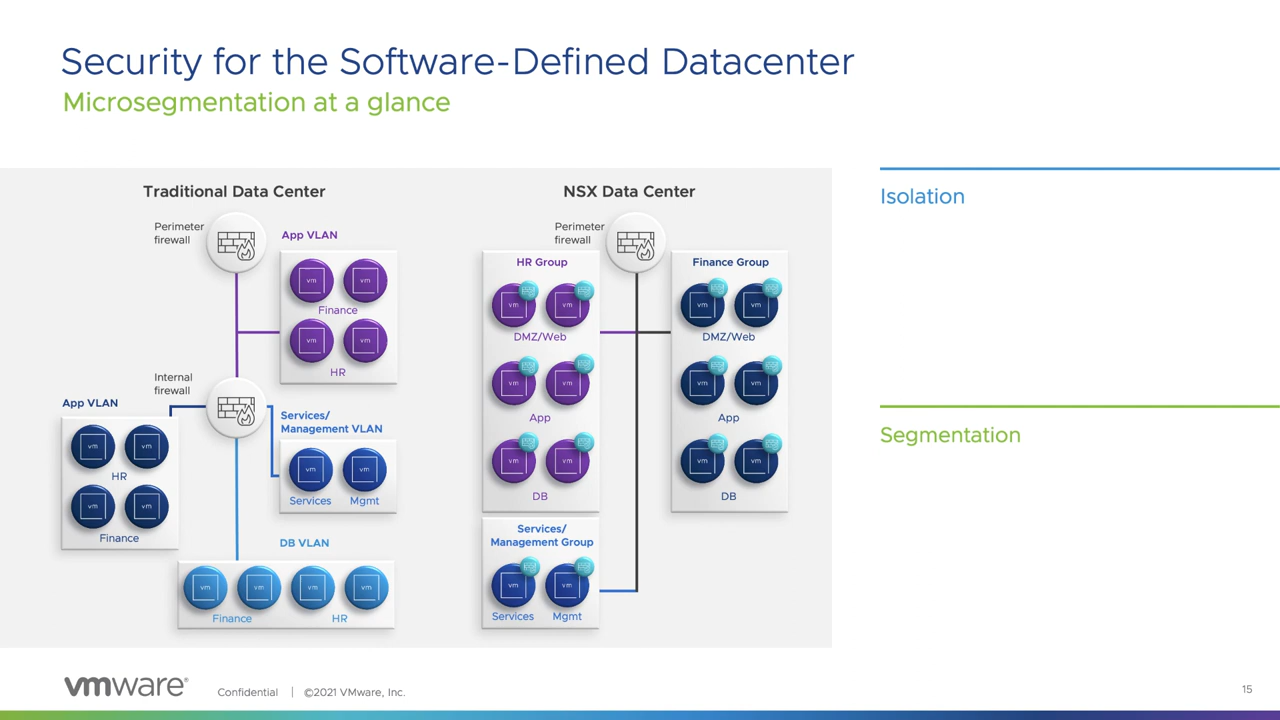 Security for the Software-Defined Datacenter
Microsegmentation at a glance
Traditional Data Center
Perimeter
firewall
App VLAN
vm vm
Finance
vm vm
HR
Internal
firewall
App VLAN
vm vm
HR
vm vm
Finance
Services/
Management VLAN
vm vm
Services Mgmt
DB VLAN
vm vm vm vm
Finance HR
NSX Data Center
Perimeter
firewall
HR Group
vm vm
DMZ/Web
vm vm
App
vm vm
DB
Finance Group
vm vm
DMZ/Web
vm vm
App
vm vm
DB
Services/
Management Group
vm vm
Services Mgmt
Isolation
Segmentation
vmware®
Confidential | ©2021 VMware, Inc.
15